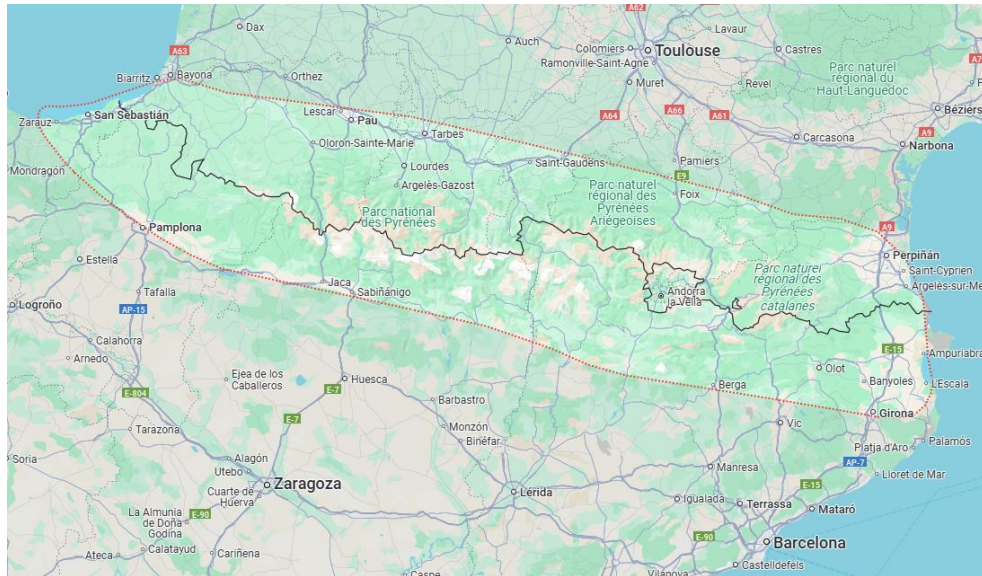 Dax
Auch
A62
Lavaur
Colomiers
Toulouse
Castres
A63
Ramonville-Saint-Agne
Parc naturel
régional du
Haut-Languedoc
Biarritz
Bayona
Orthez
Muret
Revel
Lescar
Pau
A64
A66
A61
Béziers
Zarauz
San Sebastián
Tarbes
Carcasona
A9
Narbona
Oloron-Sainte-Marie
Mondragón
Lourdes
Saint-Gaudens
Pamiers
E9
Argelès-Gazost
Parc naturel
régional des
Pyrénées
Ariégeoises
Foix
Parc national
des Pyrénées
Pamplona
A9
Estella
Perpiñán
Saint-Cyprien
Argeles-sur-Me
Jaca
Sabiñánigo
Andorra
la Vella
Parc naturel
régional des
Pyrénées
catalanes
Logroño
Tafalla
AP-15
Calahorra
E-15
Ampuriabra
Arnedo
Ejea de los
Caballeros
E-7
Huesca
Olot
Banyoles
L'Escala
Berga
E-804
Barbastro
Girona
E-7
Vic
Tarazona
Monzón
Binéfar
Palamós
Platja d'Aro
Soria
Alagón
Utebo
Zaragoza
Manresa
AP-7
Lloret de Mar
Cuarte de
Huerva
Lérida
Igualada
E-15
Terrassa
Mataró
La Almunia
de Doña
Godina
E-90
Ateca
Calatayud
Cariñena
E-90
Barcelona
Castelldefels
Caspe
Vilanova